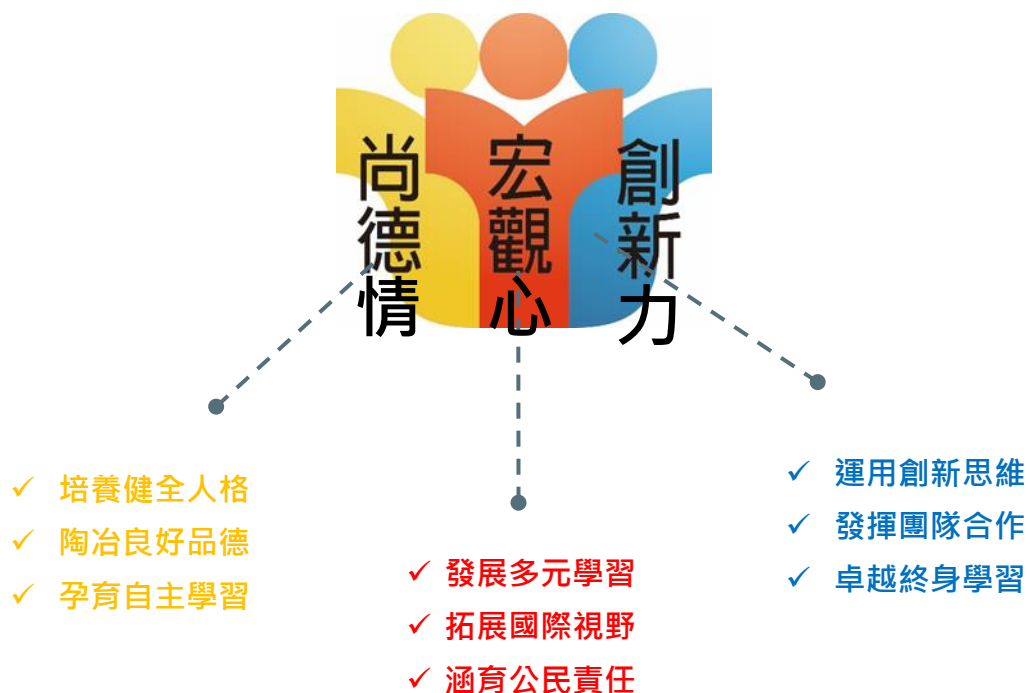 尚德情
宏觀心
創新力
✓ 培養健全人格
✓ 陶冶良好品德
✓ 孕育自主學習
✓ 發展多元學習
✓ 拓展國際視野
✓ 涵育公民責任
✓ 運用創新思維
✓ 發揮團隊合作
✓ 卓越終身學習